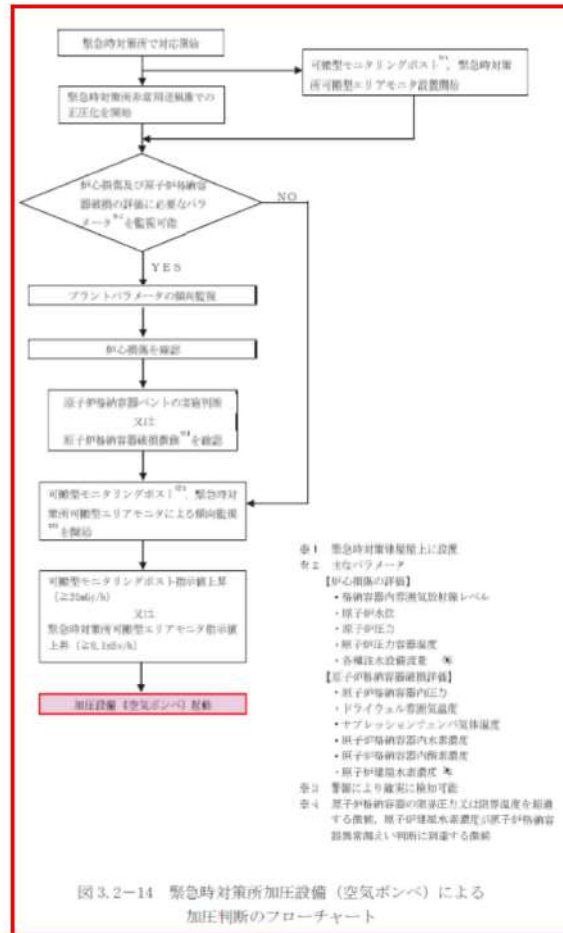 緊急時対策所で対応開始
可搬型モニタリングポスト※1、緊急時対策
所可搬型エリアモニタ設置開始
緊急時対策所非常用送風機での
正圧化を開始
炉心損傷及び原子炉格納容
器破損の評価に必要なパラ
メータ※2を監視可能
NO
YES
プラントパラメータの傾向監視
炉心損傷を確認
原子炉格納容器ベントの実施判断
又は
原子炉格納容器破損徴候※4を確認
可搬型モニタリングポスト※1、緊急時対
策所可搬型エリアモニタによる傾向監視
※3を開始
可搬型モニタリングポスト指示値上昇
(≧20mGy/h)
又は
緊急時対策所可搬型エリアモニタ指示値
上昇(≧0.1mSv/h)
加圧設備(空気ボンベ)起動
※1 緊急時対策建屋屋上に設置
※2 主なパラメータ
【炉心損傷の評価】
・格納容器内雰囲気放射線レベル
・原子炉水位
・原子炉圧力
・原子炉圧力容器温度
・各種注水設備流量 等
【原子炉格納容器破損評価】
・原子炉格納容器内圧力
・ドライウェル雰囲気温度
・サプレッションチェンバ気体温度
・原子炉格納容器内水素濃度
・原子炉格納容器内酸素濃度
・原子炉建屋水素濃度 等
※3 警報により確実に検知可能
※4 原子炉格納容器の限界圧力又は限界温度を超過
する徴候、原子炉建屋水素濃度が原子炉格納容
器異常漏えい判断に到達する徴候
図3.2-14 緊急時対策所加圧設備(空気ボンベ)による
加圧判断のフローチャート